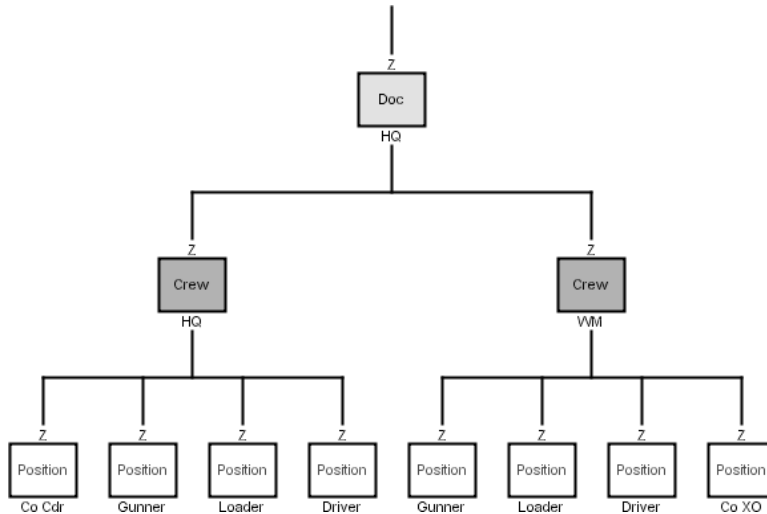 Z
Doc
HQ
Z Z
Crew Crew
HQ WM
Z Z Z Z Z Z Z Z
Position Position Position Position Position Position Position Position
Co Cdr Gunner Loader Driver Gunner Loader Driver Co XO